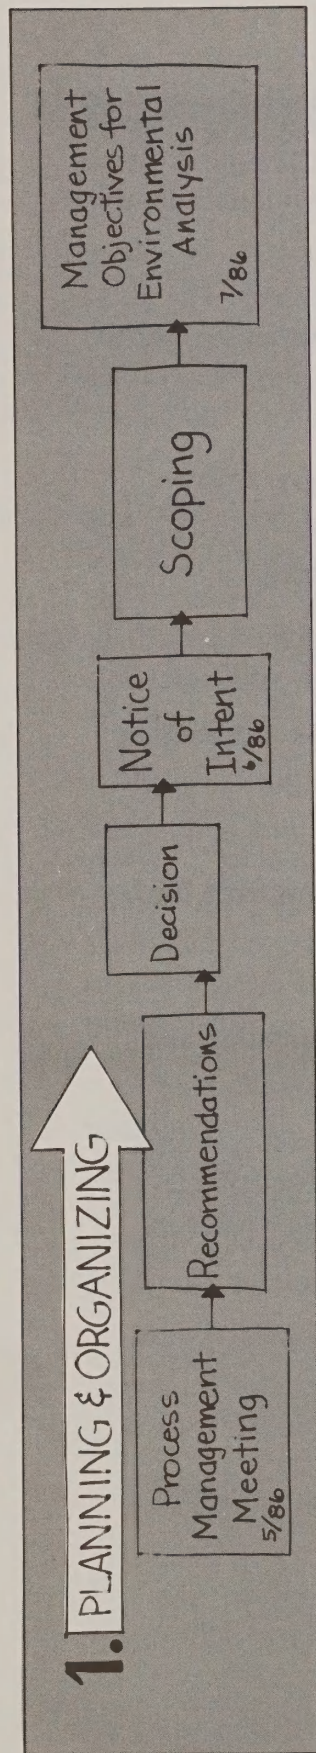 1. PLANNING & ORGANIZING
Process
Management
Meeting
5/86
Recommendations
Decision
Notice
of
Intent
6/86
Scoping
Management
Objectives for
Environmental
Analysis
7/86